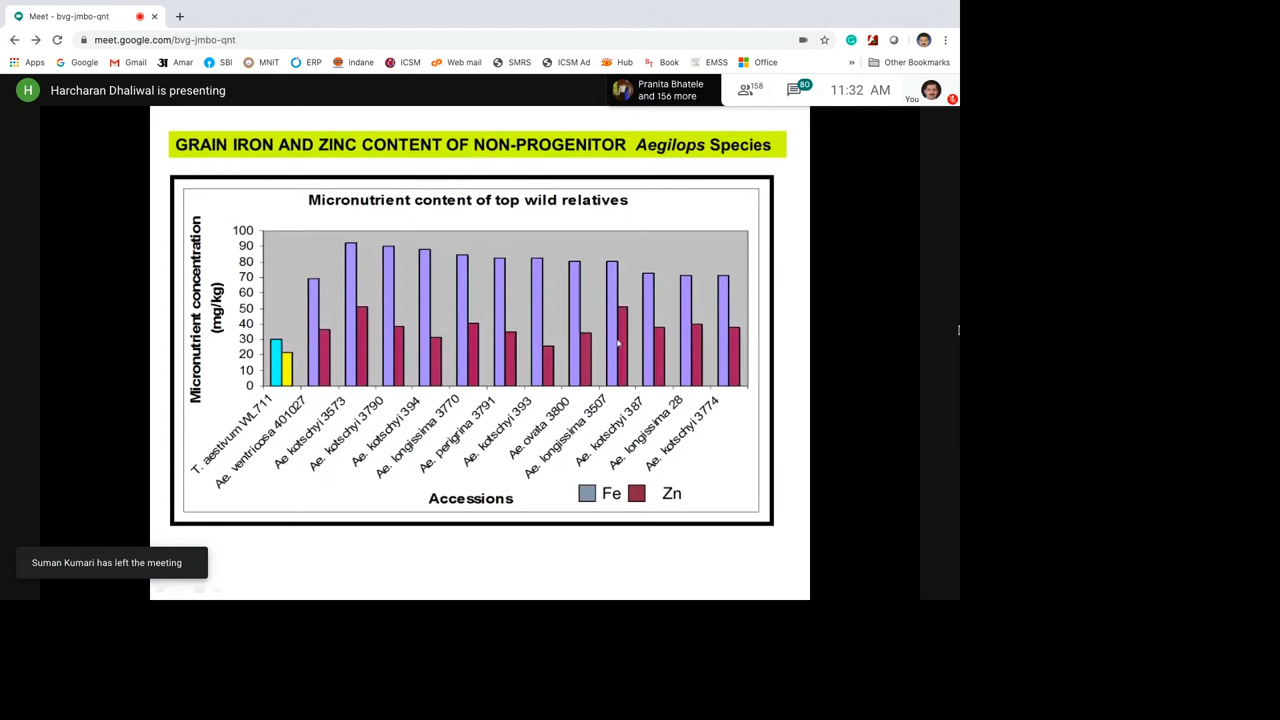 Meet - bvg-jmbo-qnt
meet.google.com/bvg-jmbo-qnt
Apps Google Gmail Amar SBI MNIT ERP indane ICSM Web mail SMRS ICSM Ad Hub Book EMSS Office » Other Bookmarks
H Harcharan Dhaliwal is presenting
Pranita Bhatele
and 156 more
158
80
11:32 AM
You
GRAIN IRON AND ZINC CONTENT OF NON-PROGENITOR Aegilops Species
Micronutrient content of top wild relatives
Micronutrient concentration
(mg/kg)
100
90
80
70
60
50
40
30
20
10
0
T. aestivum WL711
Ae. ventricosa 401027
Ae kotschyi 3573
Ae. kotschyi 3790
Ae. kotschyi 394
Ae. longissima 3770
Ae. perigrina 3791
Ae. kotschyi 393
Ae.ovata 3800
Ae. longissima 3507
Ae. kotschyi 387
Ae. longissima 28
Ae. kotschyi 3774
Accessions
Fe Zn
Suman Kumari has left the meeting